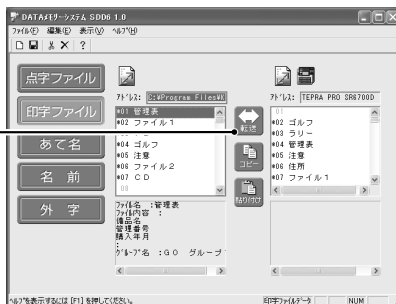 DATAメモリーシステム SDD6 1.0
ファイル(F) 編集(E) 表示(V) ヘルプ(H)
点字ファイル
印字ファイル
あて名
名 前
外 字
アドレス: C:¥Program Files¥K
*01 管理表
*02 ファイル1
*04 ゴルフ
*05 注意
*06 ファイル2
*07 CD
08
ファイル名 :管理表
ファイル内容 :
備品名
管理番号
購入年月
:
グループ名 :GO グループ
転送
コピー
貼り付け
アドレス: TEPRA PRO SR6700D
01
*02 ゴルフ
*03 ラリー
*04 ゴルフ
*05 注意
*06 住所
*07 ファイル1
ヘルプを表示するには [F1] を押してください。
印字ファイルデータ
NUM